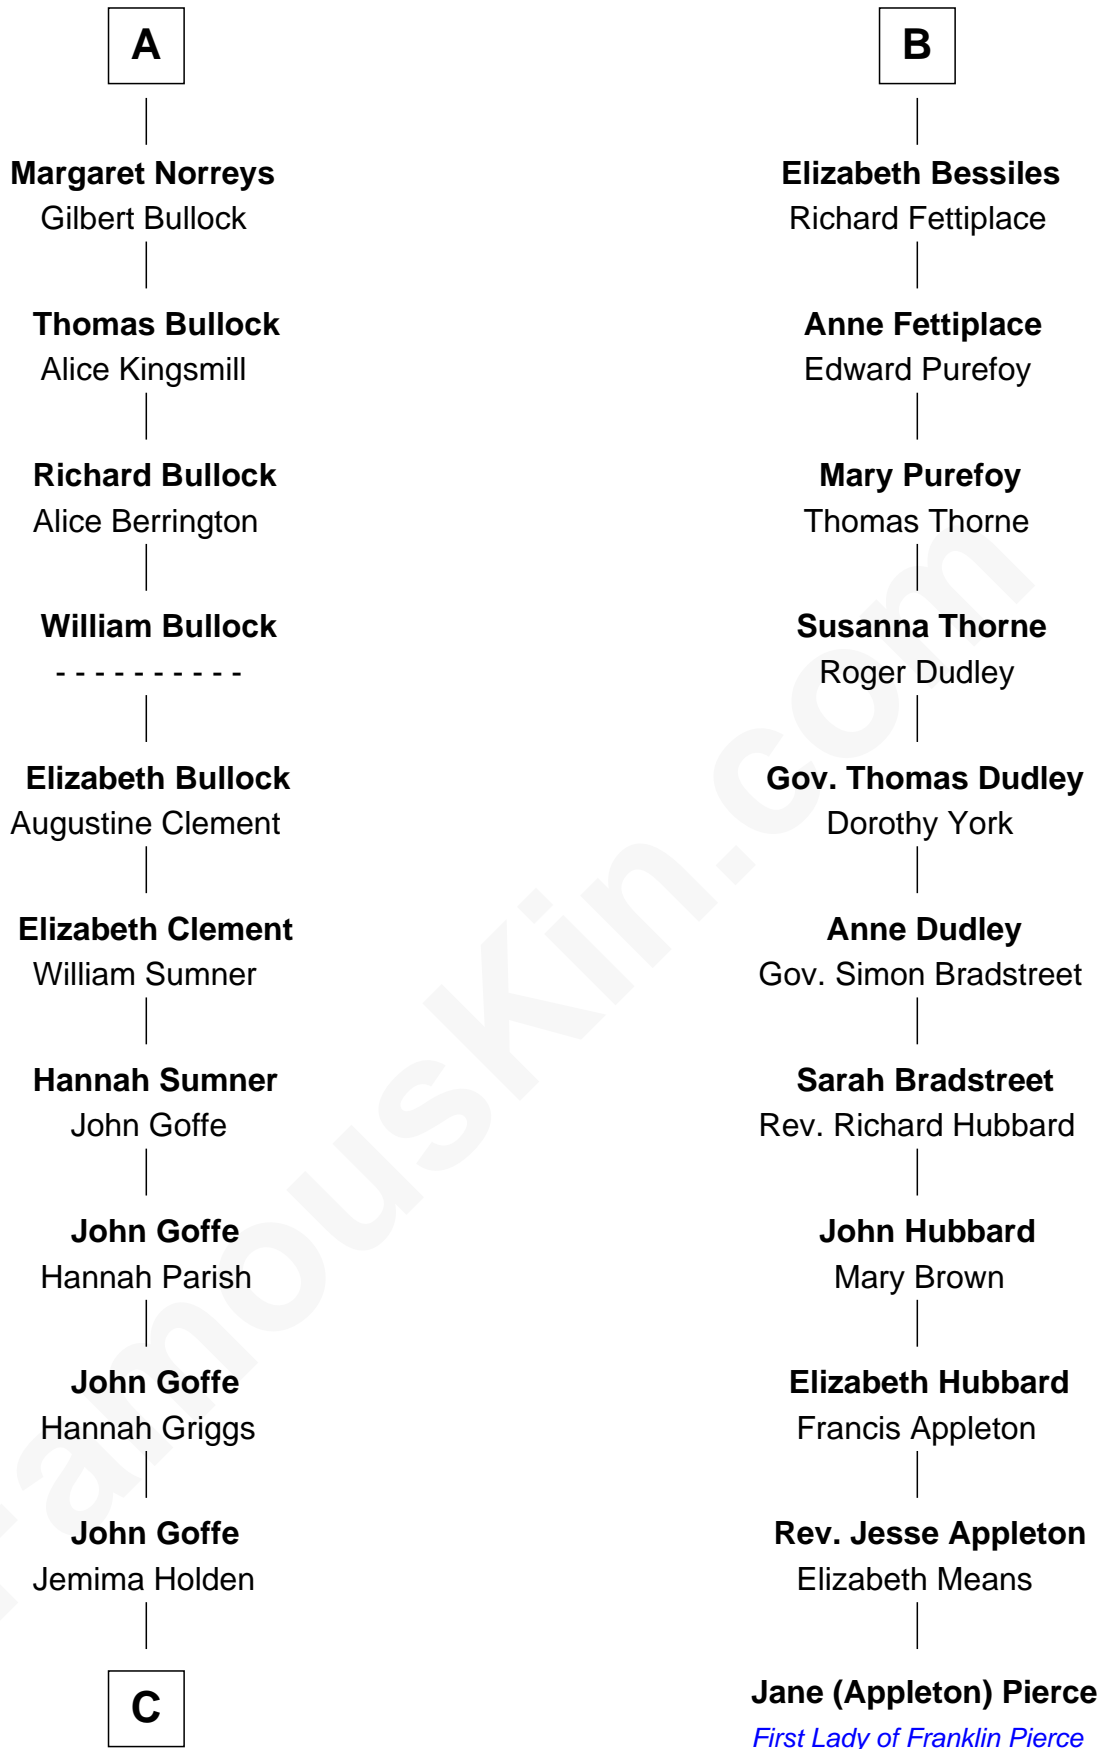 A
Margaret Norreys
Gilbert Bullock
Thomas Bullock
Alice Kingsmill
Richard Bullock
Alice Berrington
William Bullock
- - - - - - - - - -
Elizabeth Bullock
Augustine Clement
Elizabeth Clement
William Sumner
Hannah Sumner
John Goffe
John Goffe
Hannah Parish
John Goffe
Hannah Griggs
John Goffe
Jemima Holden
C
B
Elizabeth Bessiles
Richard Fettiplace
Anne Fettiplace
Edward Purefoy
Mary Purefoy
Thomas Thorne
Susanna Thorne
Roger Dudley
Gov. Thomas Dudley
Dorothy York
Anne Dudley
Gov. Simon Bradstreet
Sarah Bradstreet
Rev. Richard Hubbard
John Hubbard
Mary Brown
Elizabeth Hubbard
Francis Appleton
Rev. Jesse Appleton
Elizabeth Means
Jane (Appleton) Pierce
First Lady of Franklin Pierce
FamousKin.com